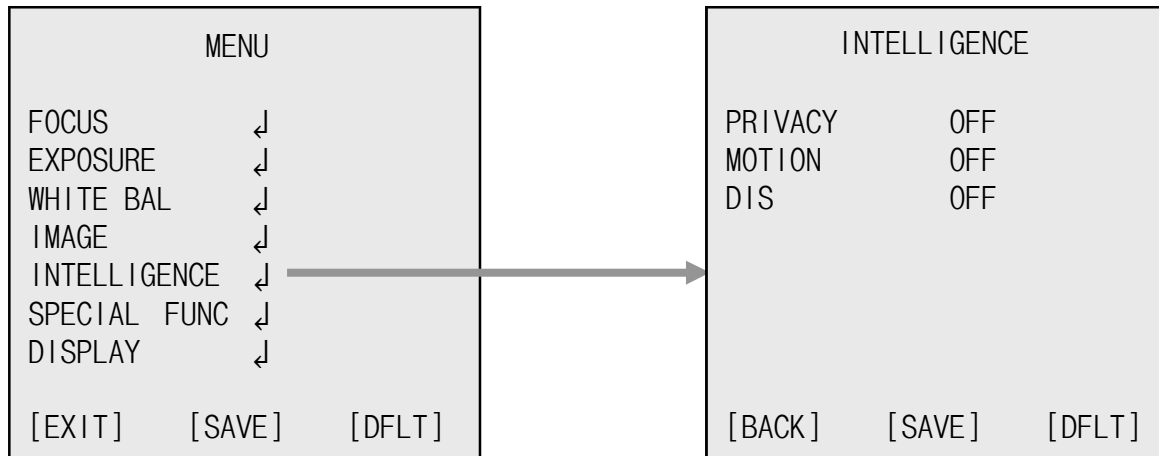 MENU
FOCUS ↲
EXPOSURE ↲
WHITE BAL ↲
IMAGE ↲
INTELLIGENCE ↲
SPECIAL FUNC ↲
DISPLAY ↲
[EXIT] [SAVE] [DFLT]
INTELLIGENCE
PRIVACY OFF
MOTION OFF
DIS OFF
[BACK] [SAVE] [DFLT]